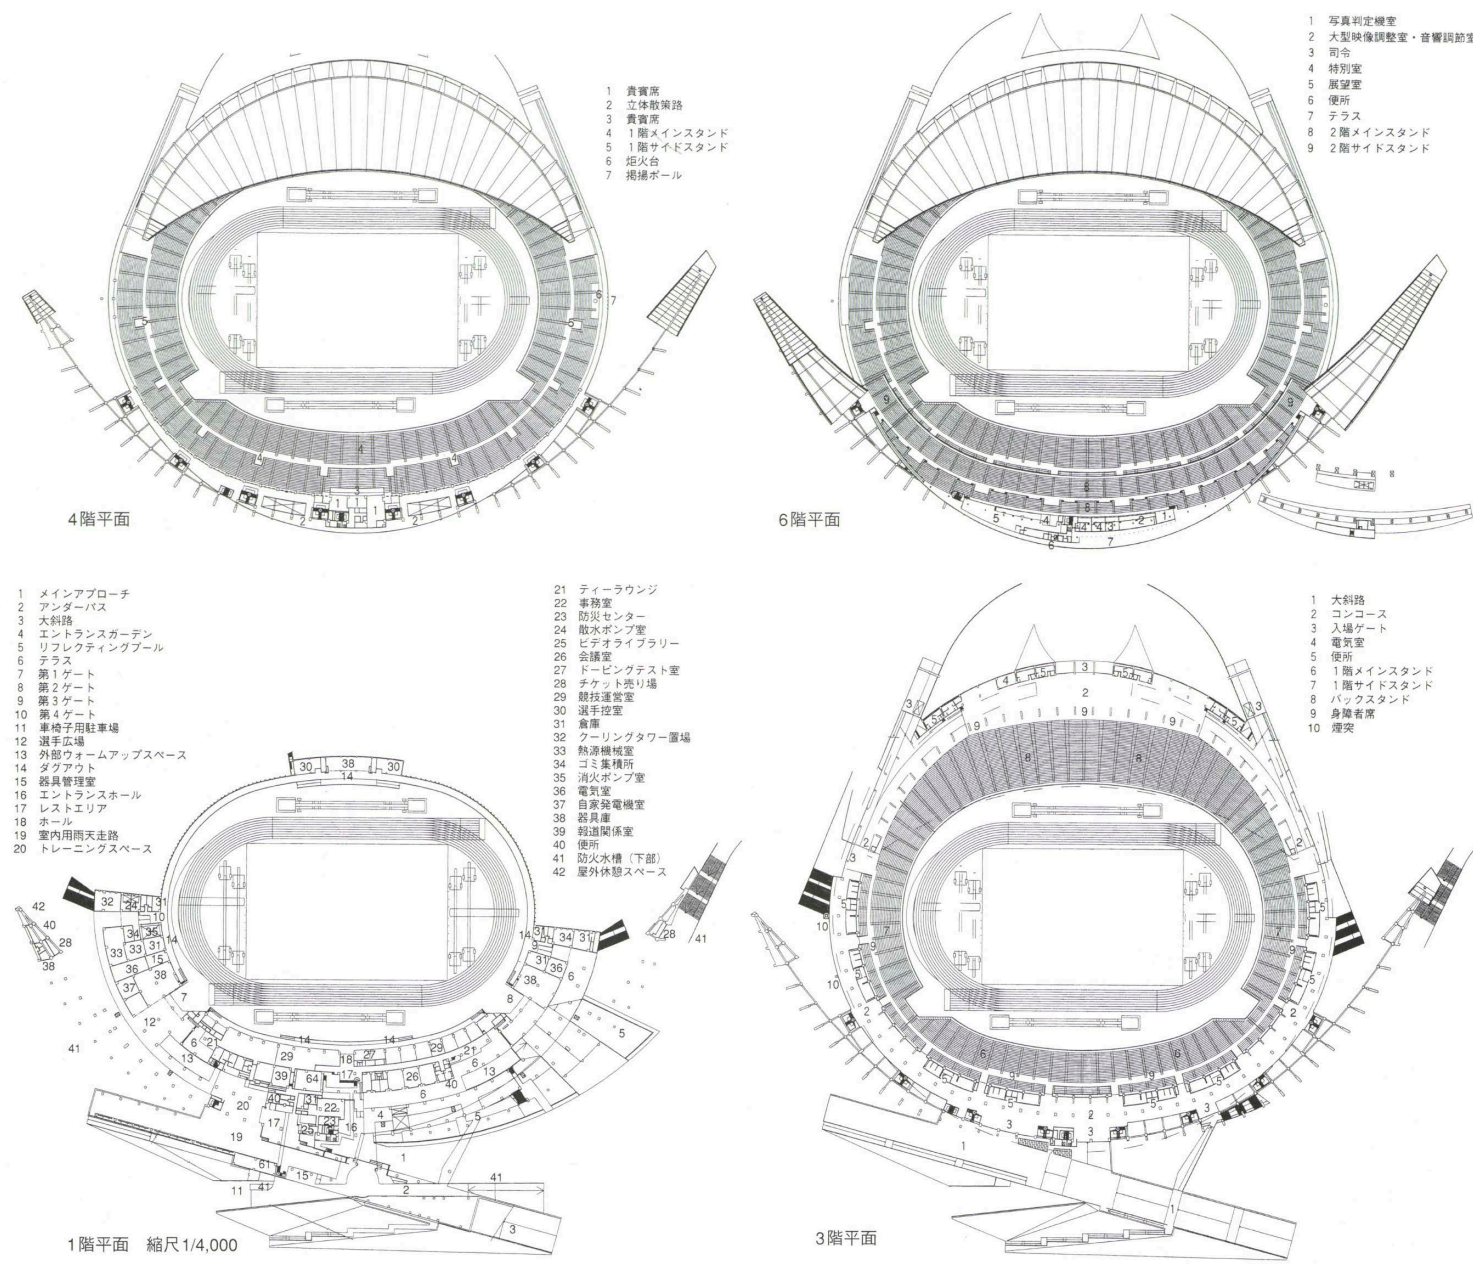 1 貴賓席
2 立体散策路
3 貴賓席
4 1階メインスタンド
5 1階サイドスタンド
6 炬火台
7 掲揚ポール
4階平面
1 写真判定機室
2 大型映像調整室・音響調節室
3 司令
4 特別室
5 展望室
6 便所
7 テラス
8 2階メインスタンド
9 2階サイドスタンド
6階平面
1 メインアプローチ
2 アンダーパス
3 大斜路
4 エントランスガーデン
5 リフレクティングプール
6 テラス
7 第1ゲート
8 第2ゲート
9 第3ゲート
10 第4ゲート
11 車椅子用駐車場
12 選手広場
13 外部ウォームアップスペース
14 ダグアウト
15 器具管理室
16 エントランスホール
17 レストエリア
18 ホール
19 室内用雨天走路
20 トレーニングスペース
21 ティーラウンジ
22 事務室
23 防災センター
24 散水ポンプ室
25 ビデオライブラリー
26 会議室
27 ドーピングテスト室
28 チケット売り場
29 競技運営室
30 選手控室
31 倉庫
32 クーリングタワー置場
33 熱源機械室
34 ゴミ集積所
35 消火ポンプ室
36 電気室
37 自家発電機室
38 器具庫
39 報道関係室
40 便所
41 防火水槽（下部）
42 屋外休憩スペース
1階平面 縮尺1/4,000
1 大斜路
2 コンコース
3 入場ゲート
4 電気室
5 便所
6 1階メインスタンド
7 1階サイドスタンド
8 バックスタンド
9 身障者席
10 煙突
3階平面